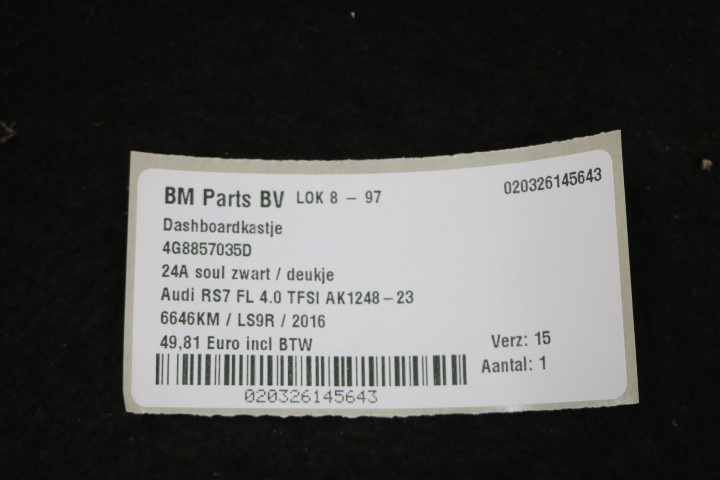 BM Parts BV LOK 8 - 97 020326145643
Dashboardkastje
4G8857035D
24A soul zwart / deukje
Audi RS7 FL 4.0 TFSI AK1248-23
6646KM / LS9R / 2016
49,81 Euro incl BTW Verz: 15
Aantal: 1
020326145643